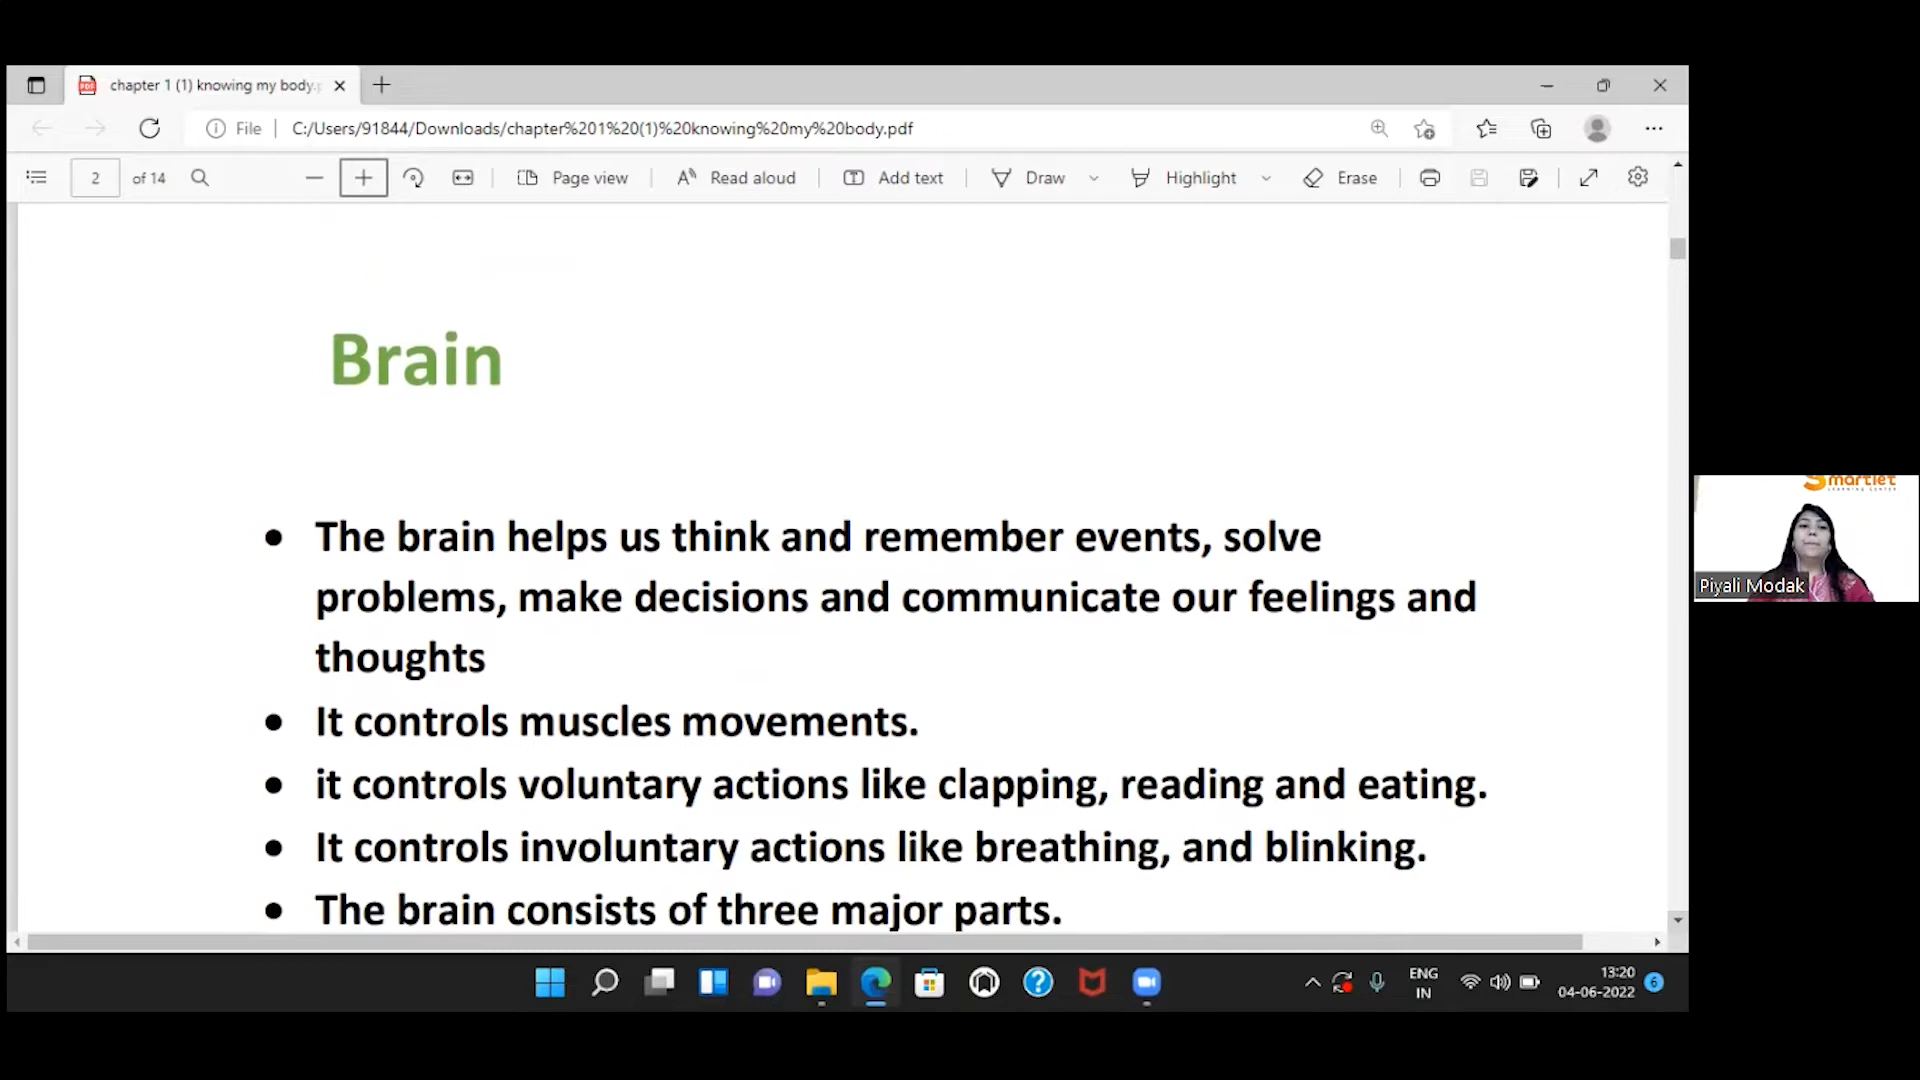 chapter 1 (1) knowing my body.
File
C:/Users/91844/Downloads/chapter%201%20(1)%20knowing%20my%20body.pdf
2 of 14
Page view
Read aloud
Add text
Draw
Highlight
Erase
Brain
• The brain helps us think and remember events, solve
problems, make decisions and communicate our feelings and
thoughts
• It controls muscles movements.
• it controls voluntary actions like clapping, reading and eating.
• It controls involuntary actions like breathing, and blinking.
• The brain consists of three major parts.
Smartlet
LEARNING CENTER
Piyali Modak
ENG
IN
13:20
04-06-2022
6